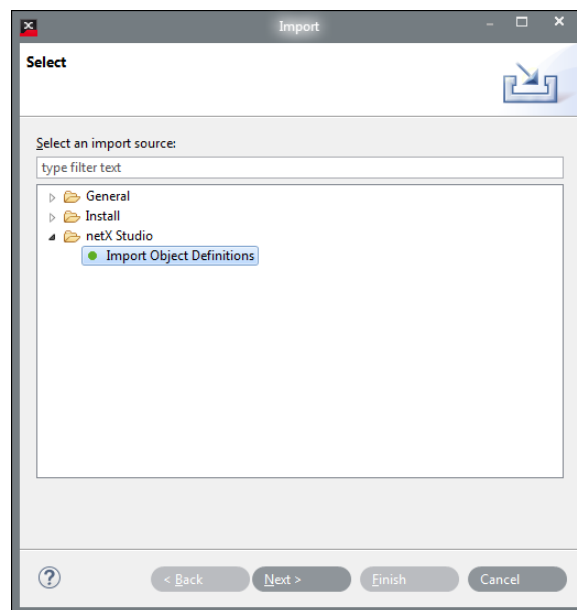 Import
Select
Select an import source:
type filter text
General
Install
netX Studio
Import Object Definitions
< Back
Next >
Finish
Cancel